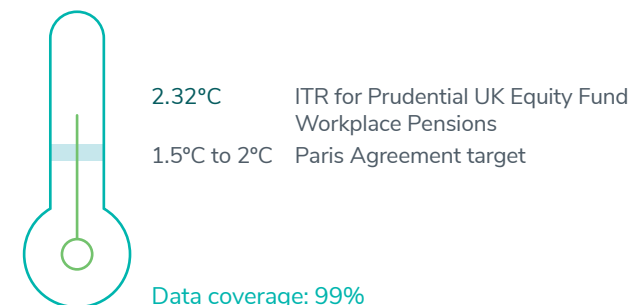 2.32°C ITR for Prudential UK Equity Fund
Workplace Pensions
1.5°C to 2°C Paris Agreement target
Data coverage: 99%